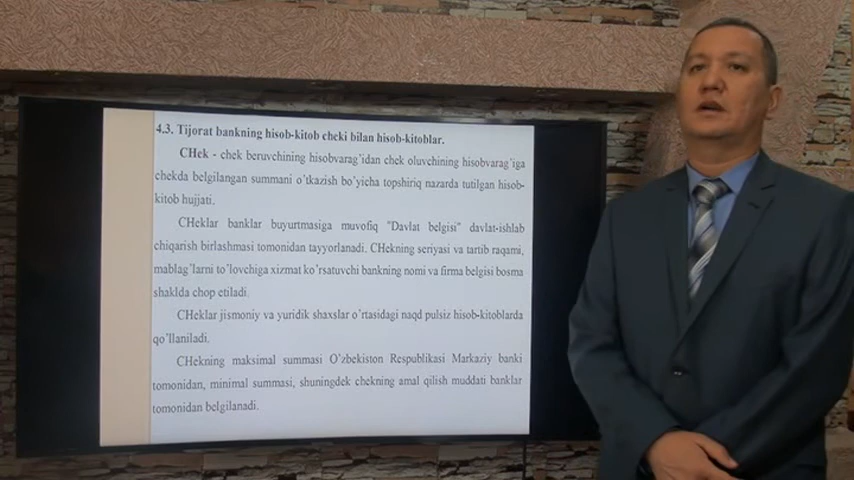 4.3. Tijorat bankning hisob-kitob cheki bilan hisob-kitoblar.
CHek - chek beruvchining hisobvarag'idan chek oluvchining hisobvarag'iga
chekda belgilangan summani o'tkazish bo'yicha topshiriq nazarda tutilgan hisob-
kitob hujjati.
CHeklar banklar buyurtmasiga muvofiq "Davlat belgisi" davlat-ishlab
chiqarish birlashmasi tomonidan tayyorlanadi. CHekning seriyasi va tartib raqami,
mablag'larni to'lovchiga xizmat ko'rsatuvchi bankning nomi va firma belgisi bosma
shaklda chop etiladi.
CHeklar jismoniy va yuridik shaxslar o'rtasidagi naqd pulsiz hisob-kitoblarda
qo'llaniladi.
CHekning maksimal summasi O'zbekiston Respublikasi Markaziy banki
tomonidan, minimal summasi, shuningdek chekning amal qilish muddati banklar
tomonidan belgilanadi.